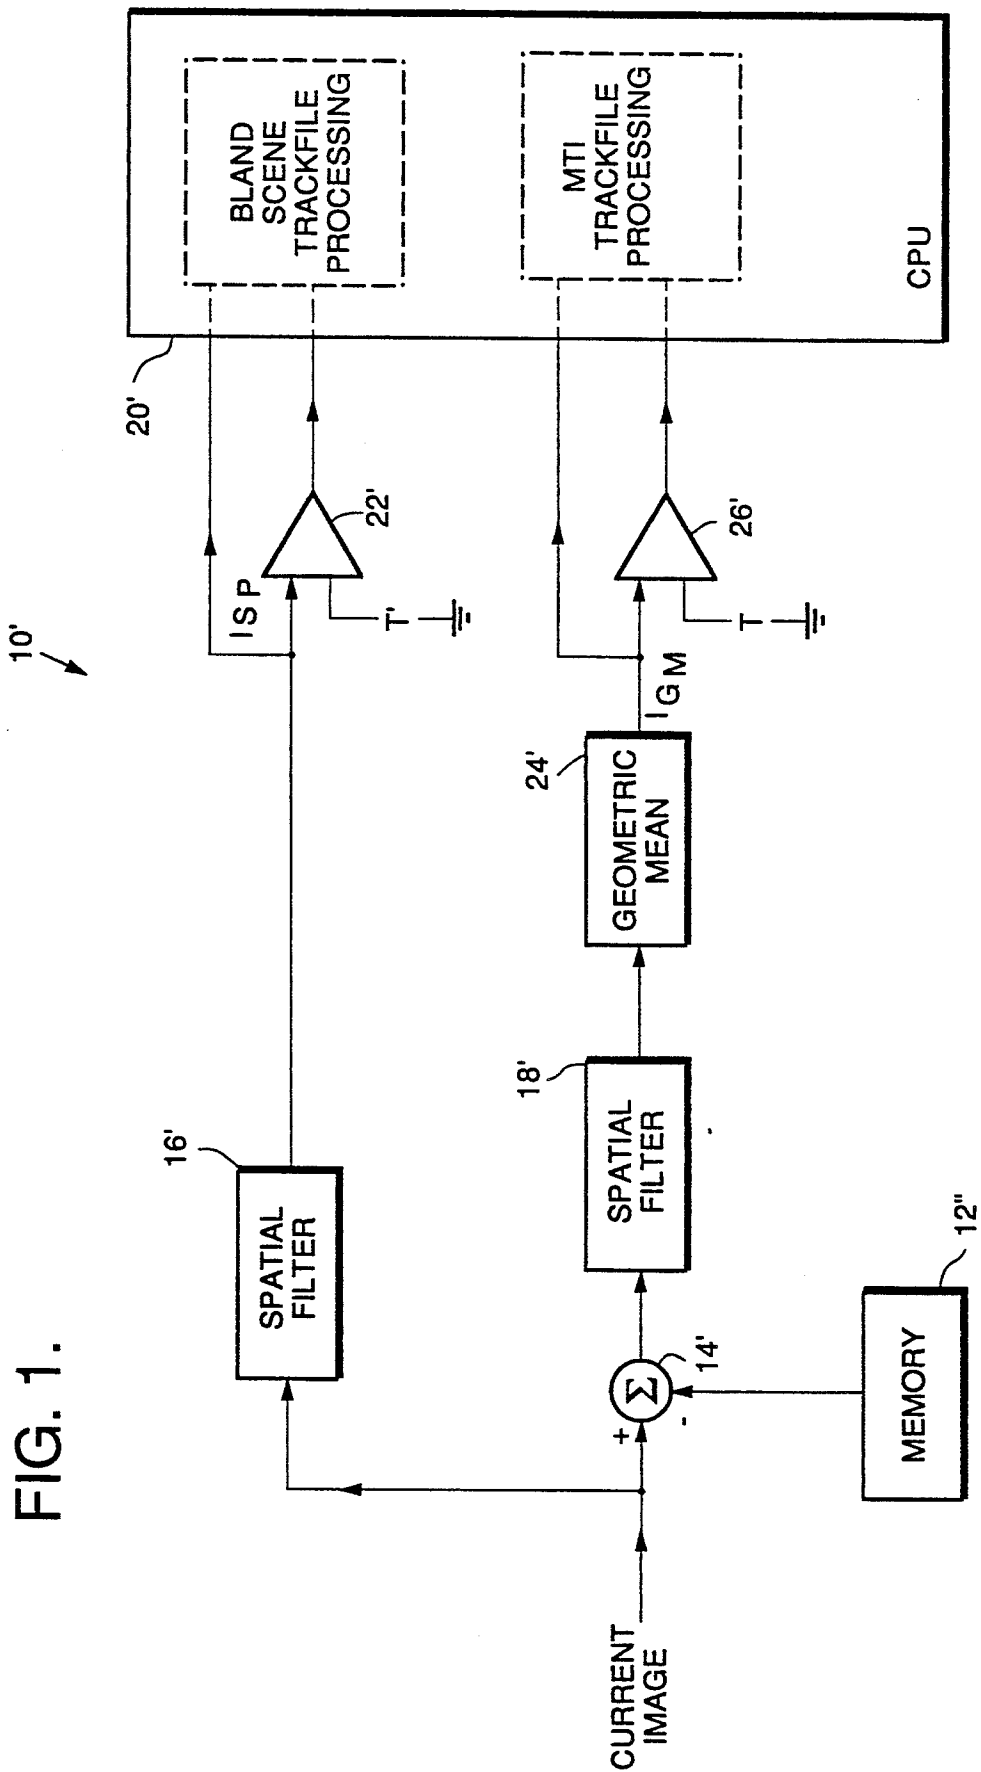 FIG. 1.
10'
CURRENT
IMAGE
+
-
Σ
14'
MEMORY
12"
SPATIAL
FILTER
16'
SPATIAL
FILTER
18'
GEOMETRIC
MEAN
24'
I S P
I G M
T'
T
22'
26'
20'
BLAND
SCENE
TRACKFILE
PROCESSING
MTI
TRACKFILE
PROCESSING
CPU